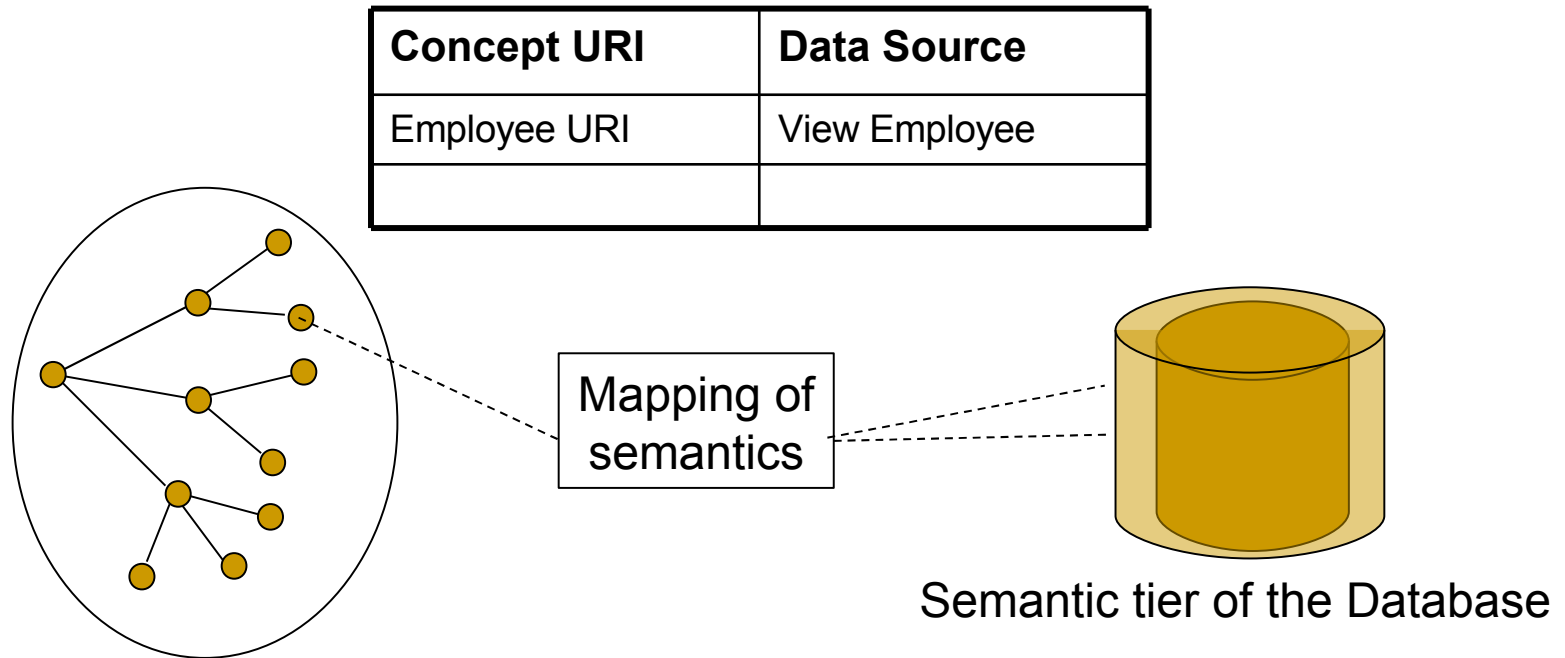 Concept URI Data Source
Employee URI View Employee
Mapping of
semantics
Semantic tier of the Database